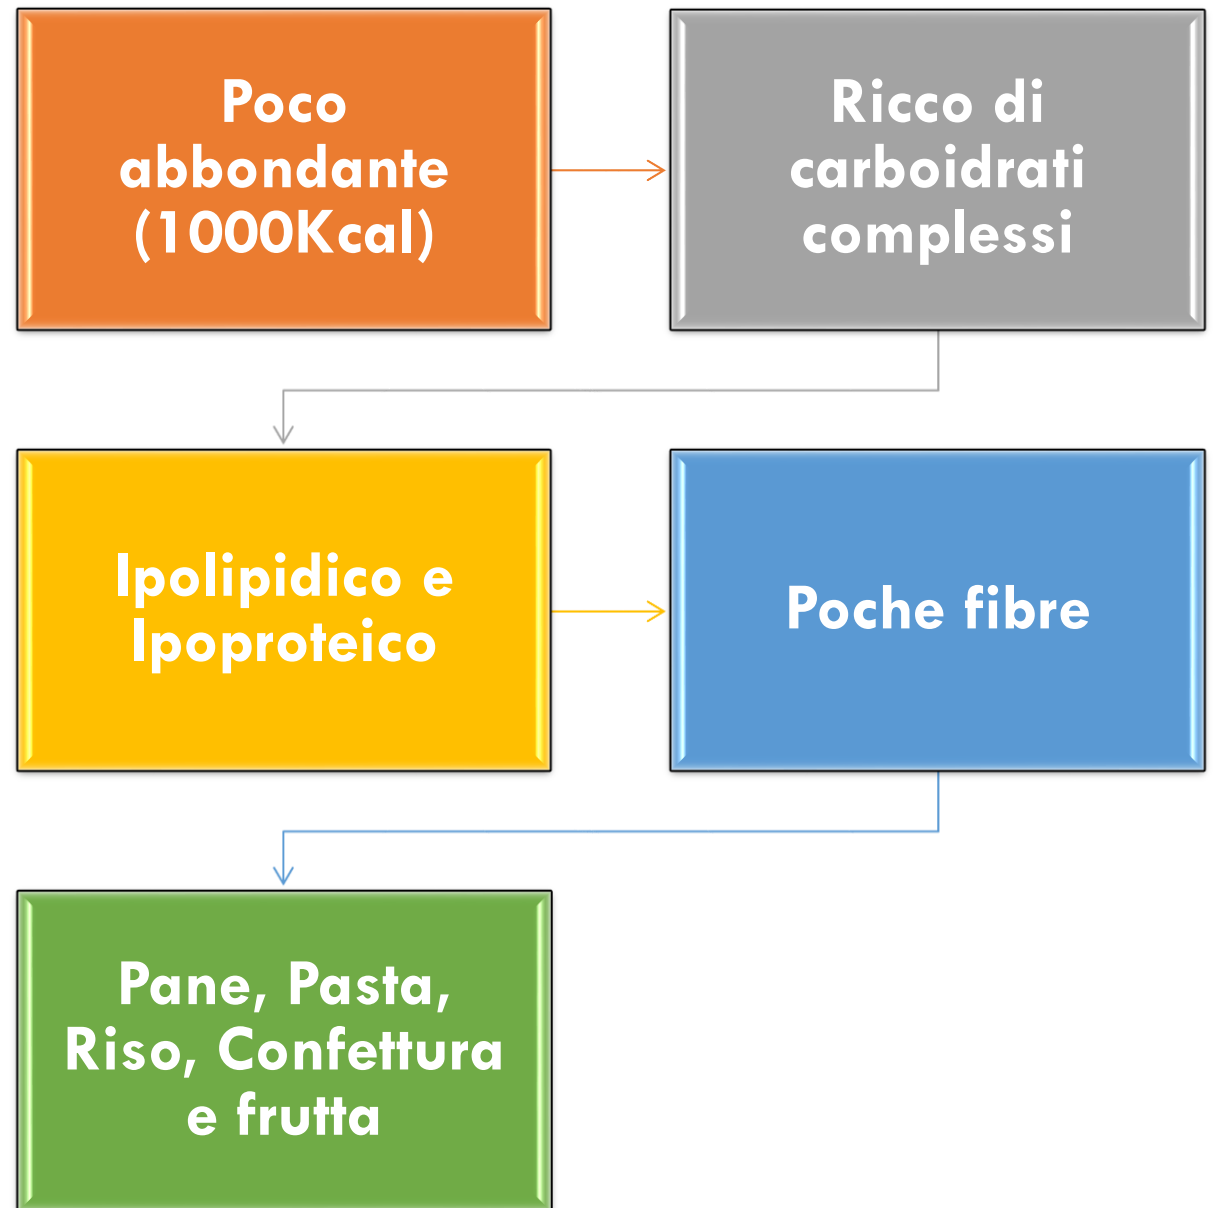 Poco
abbondante
(1000Kcal)
Ricco di
carboidrati
complessi
Ipolipidico e
Ipoproteico
Poche fibre
Pane, Pasta,
Riso, Confettura
e frutta